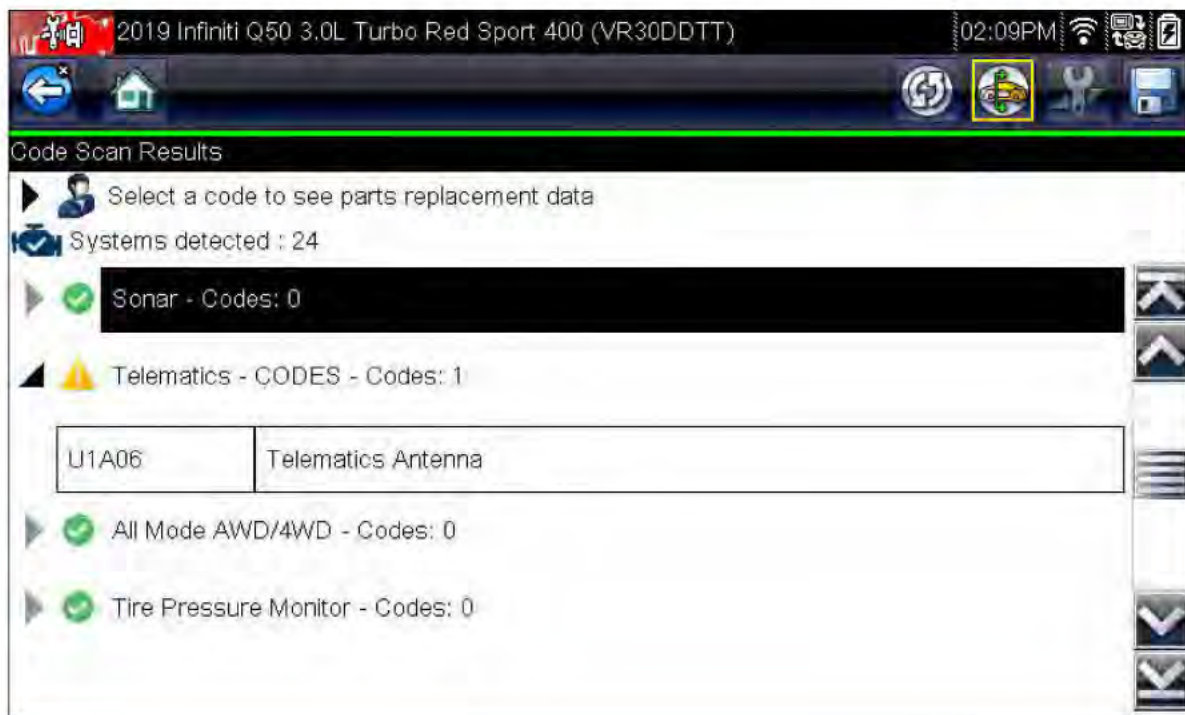 2019 Infiniti Q50 3.0L Turbo Red Sport 400 (VR30DDTT) 02:09PM
Code Scan Results
Select a code to see parts replacement data
Systems detected : 24
Sonar - Codes: 0
Telematics - CODES - Codes: 1
U1A06 Telematics Antenna
All Mode AWD/4WD - Codes: 0
Tire Pressure Monitor - Codes: 0